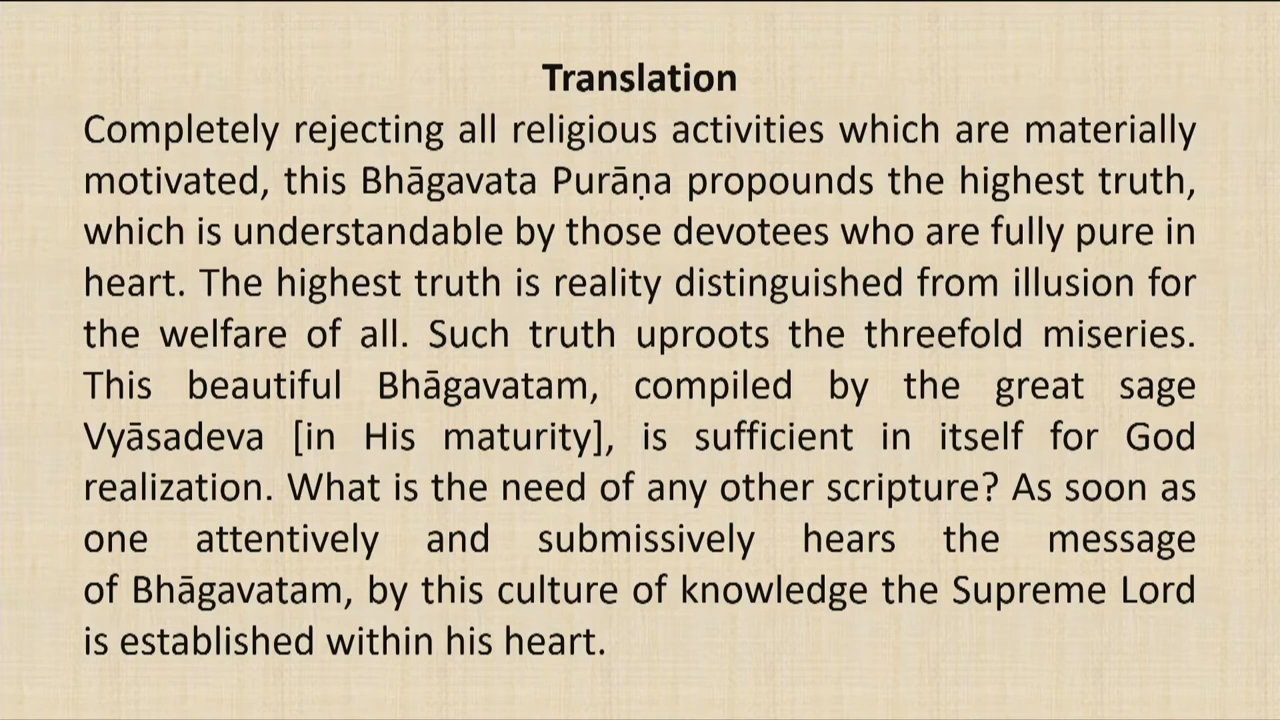 Translation
Completely rejecting all religious activities which are materially
motivated, this Bhāgavata Purāṇa propounds the highest truth,
which is understandable by those devotees who are fully pure in
heart. The highest truth is reality distinguished from illusion for
the welfare of all. Such truth uproots the threefold miseries.
This beautiful Bhāgavatam, compiled by the great sage
Vyāsadeva [in His maturity], is sufficient in itself for God
realization. What is the need of any other scripture? As soon as
one attentively and submissively hears the message
of Bhāgavatam, by this culture of knowledge the Supreme Lord
is established within his heart.